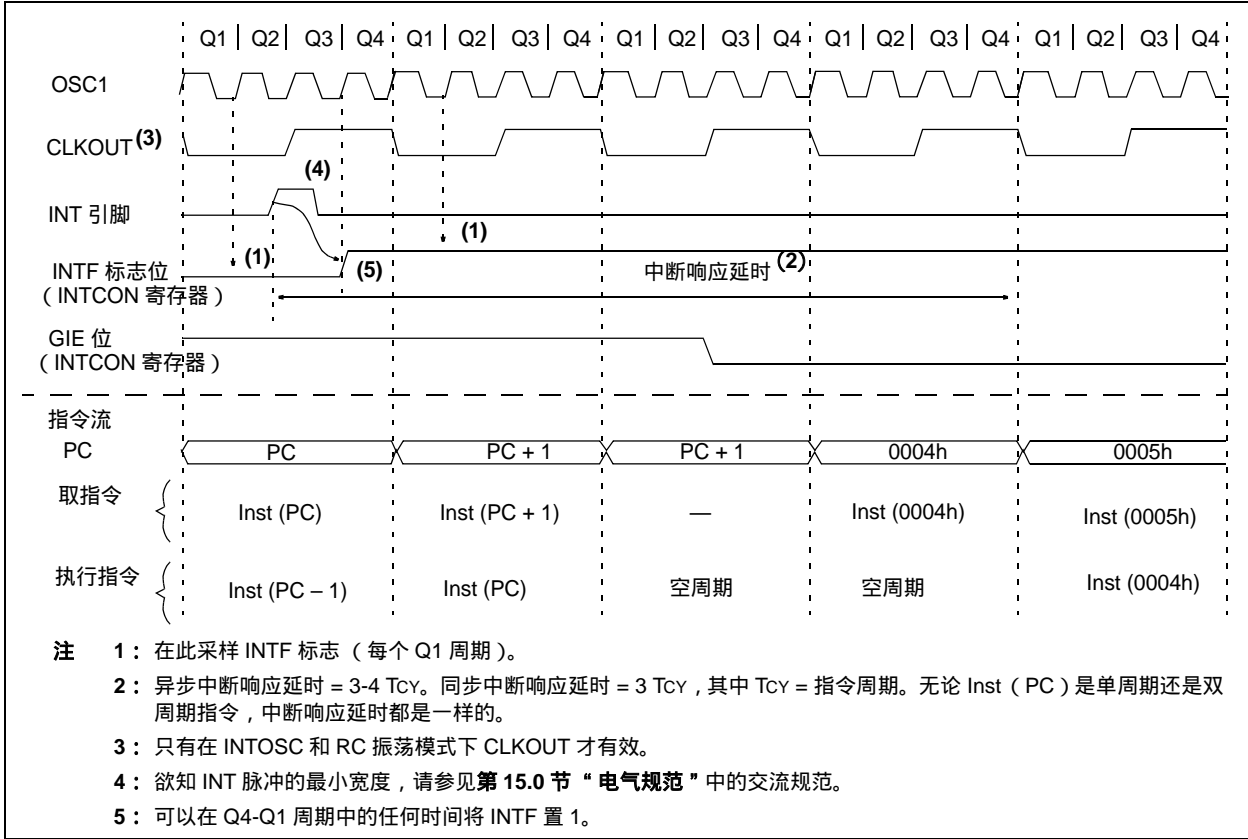 Q1 Q2 Q3 Q4 Q1 Q2 Q3 Q4 Q1 Q2 Q3 Q4 Q1 Q2 Q3 Q4 Q1 Q2 Q3 Q4
OSC1
CLKOUT (3)
(4)
INT 引脚
(1)
(1)
(5)
INTF 标志位
(INTCON 寄存器)
中断响应延时 (2)
GIE 位
(INTCON 寄存器)
指令流
PC PC PC + 1 PC + 1 0004h 0005h
取指令 Inst (PC) Inst (PC + 1) — Inst (0004h) Inst (0005h)
执行指令 Inst (PC – 1) Inst (PC) 空周期 空周期 Inst (0004h)
注 1：在此采样 INTF 标志（每个 Q1 周期）。
2：异步中断响应延时 = 3-4 TCY。同步中断响应延时 = 3 TCY，其中 TCY = 指令周期。无论 Inst（PC）是单周期还是双
周期指令，中断响应延时都是一样的。
3：只有在 INTOSC 和 RC 振荡模式下 CLKOUT 才有效。
4：欲知 INT 脉冲的最小宽度，请参见第 15.0 节“电气规范”中的交流规范。
5：可以在 Q4-Q1 周期中的任何时间将 INTF 置 1。